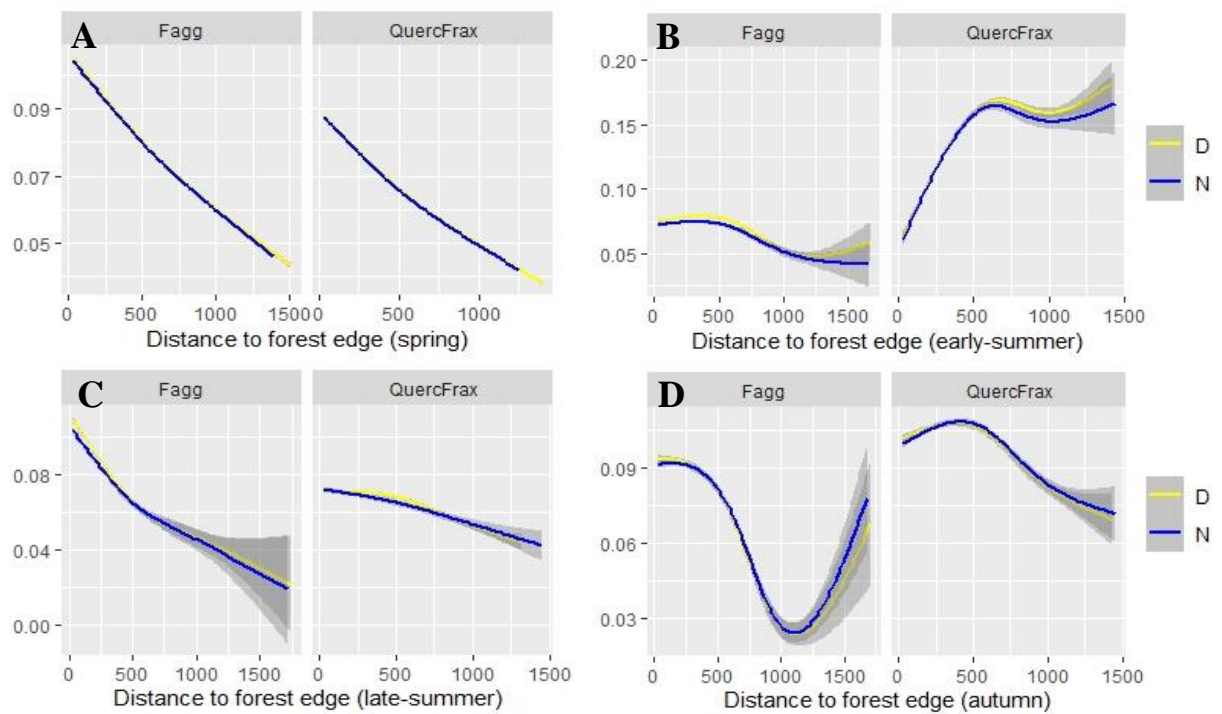 A
Fagg
QuercFrax
0.09
0.07
0.05
0 500 1000 1500
0 500 1000
Distance to forest edge (spring)
B
Fagg
QuercFrax
0.20
0.15
0.10
0.05
0 500 1000 1500
0 500 1000 1500
Distance to forest edge (early-summer)
D
N
C
Fagg
QuercFrax
0.08
0.04
0.00
0 500 1000 1500
0 500 1000 1500
Distance to forest edge (late-summer)
D
Fagg
QuercFrax
0.09
0.06
0.03
0 500 1000 1500
0 500 1000 1500
Distance to forest edge (autumn)
D
N